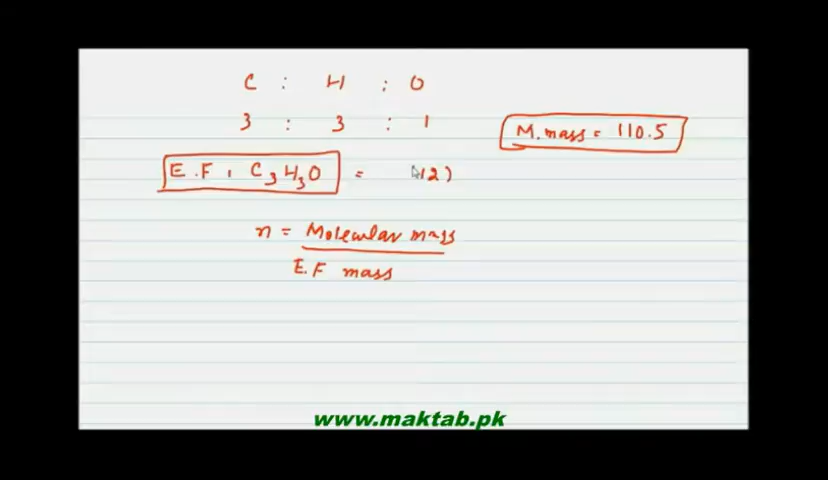 C : H : O
3 : 3 : 1
M.mass = 110.5
E.F, C3H3O = (12)
n = Molecular mass
E.F mass
www.maktab.pk